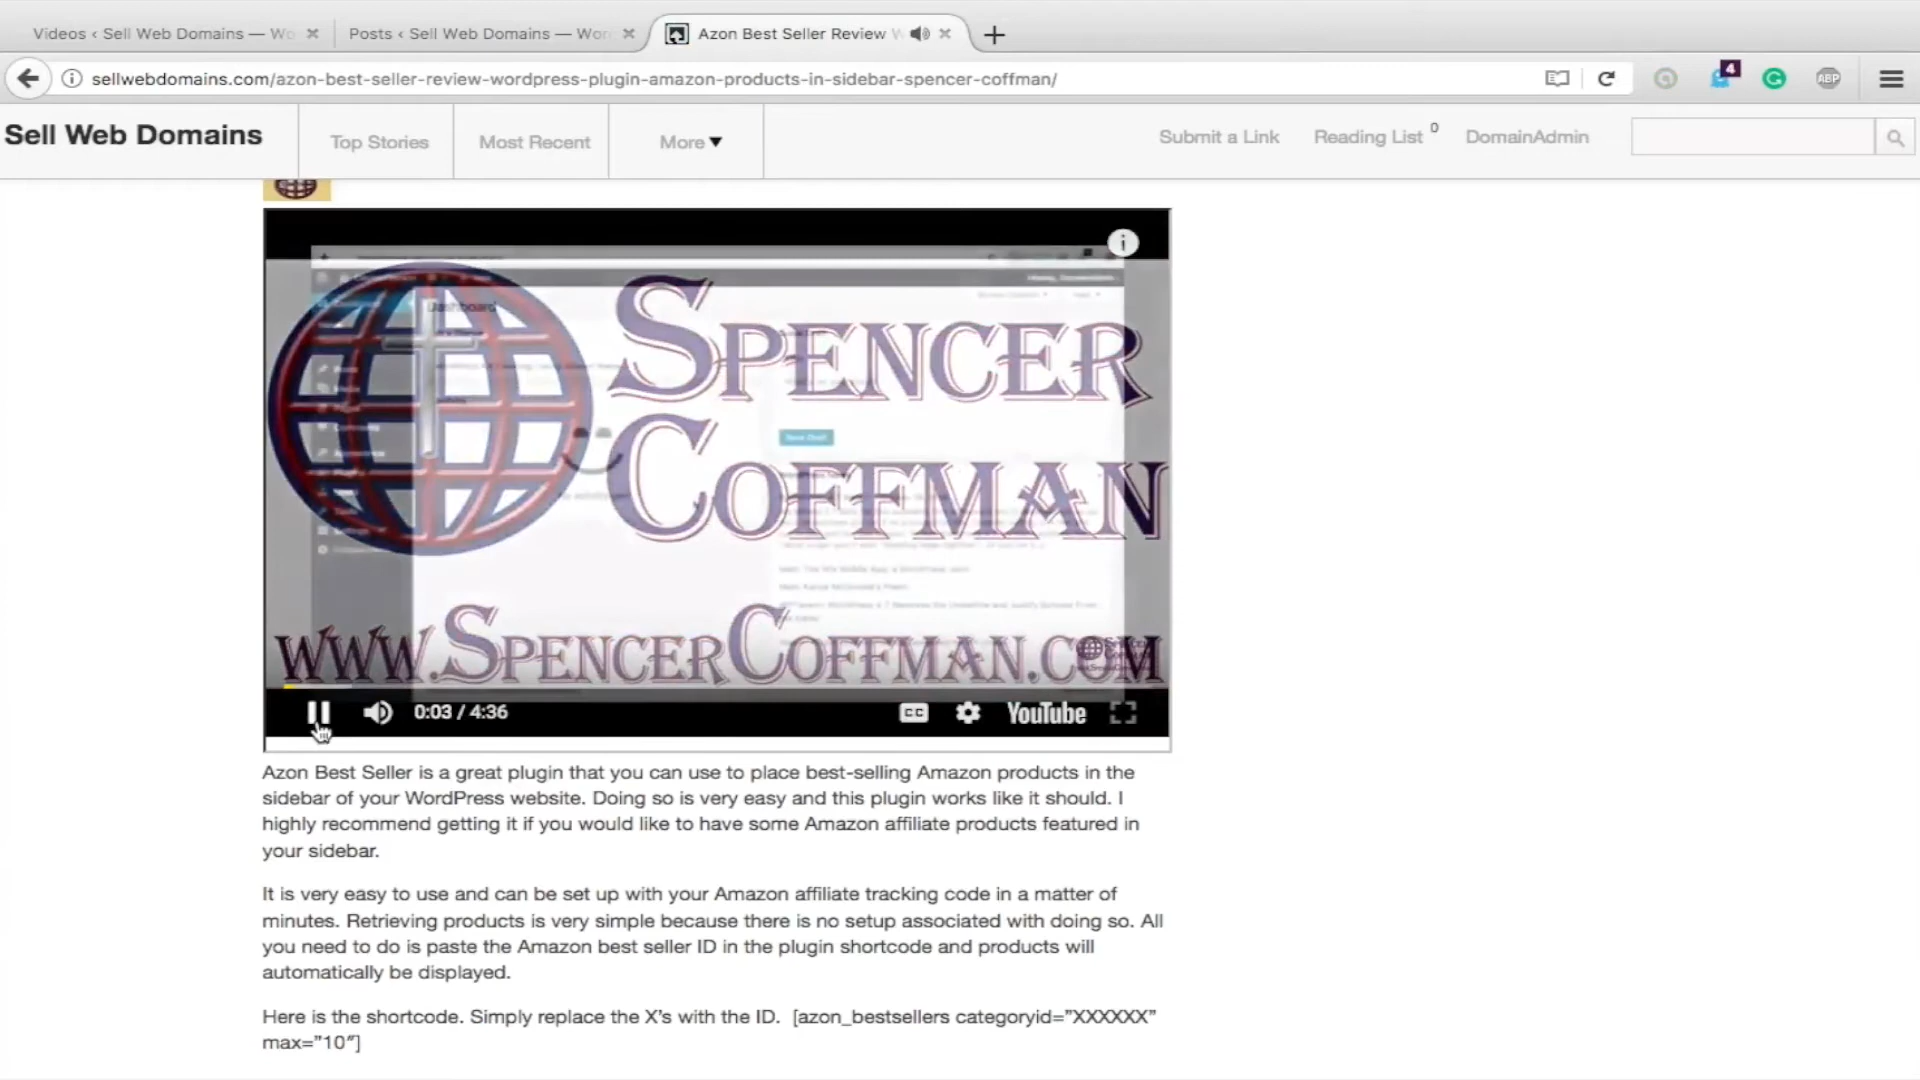 Videos ‹ Sell Web Domains — Wo
Posts ‹ Sell Web Domains — Wor
Azon Best Seller Review W
sellwebdomains.com/azon-best-seller-review-wordpress-plugin-amazon-products-in-sidebar-spencer-coffman/
4
ABP
Sell Web Domains
Top Stories
Most Recent
More ▼
Submit a Link
Reading List 0
DomainAdmin
Dashboard
SPENCER
COFFMAN
Save Draft
WWW.SPENCERCOFFMAN.COM
0:03 / 4:36
CC
YouTube
Azon Best Seller is a great plugin that you can use to place best-selling Amazon products in the
sidebar of your WordPress website. Doing so is very easy and this plugin works like it should. I
highly recommend getting it if you would like to have some Amazon affiliate products featured in
your sidebar.
It is very easy to use and can be set up with your Amazon affiliate tracking code in a matter of
minutes. Retrieving products is very simple because there is no setup associated with doing so. All
you need to do is paste the Amazon best seller ID in the plugin shortcode and products will
automatically be displayed.
Here is the shortcode. Simply replace the X’s with the ID.  [azon_bestsellers categoryid=”XXXXXX”
max=”10″]